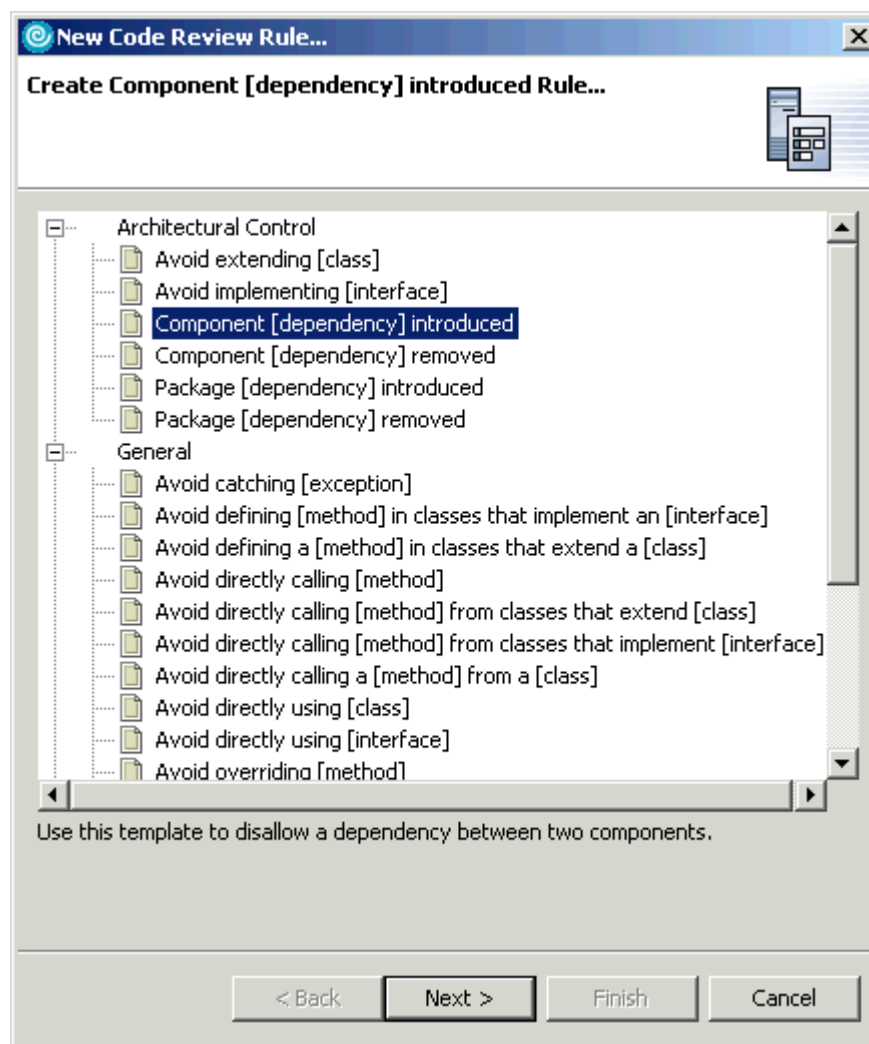 New Code Review Rule...
Create Component [dependency] introduced Rule...
Architectural Control
Avoid extending [class]
Avoid implementing [interface]
Component [dependency] introduced
Component [dependency] removed
Package [dependency] introduced
Package [dependency] removed
General
Avoid catching [exception]
Avoid defining [method] in classes that implement an [interface]
Avoid defining a [method] in classes that extend a [class]
Avoid directly calling [method]
Avoid directly calling [method] from classes that extend [class]
Avoid directly calling [method] from classes that implement [interface]
Avoid directly calling a [method] from a [class]
Avoid directly using [class]
Avoid directly using [interface]
Avoid overriding [method]
Use this template to disallow a dependency between two components.
< Back Next > Finish Cancel